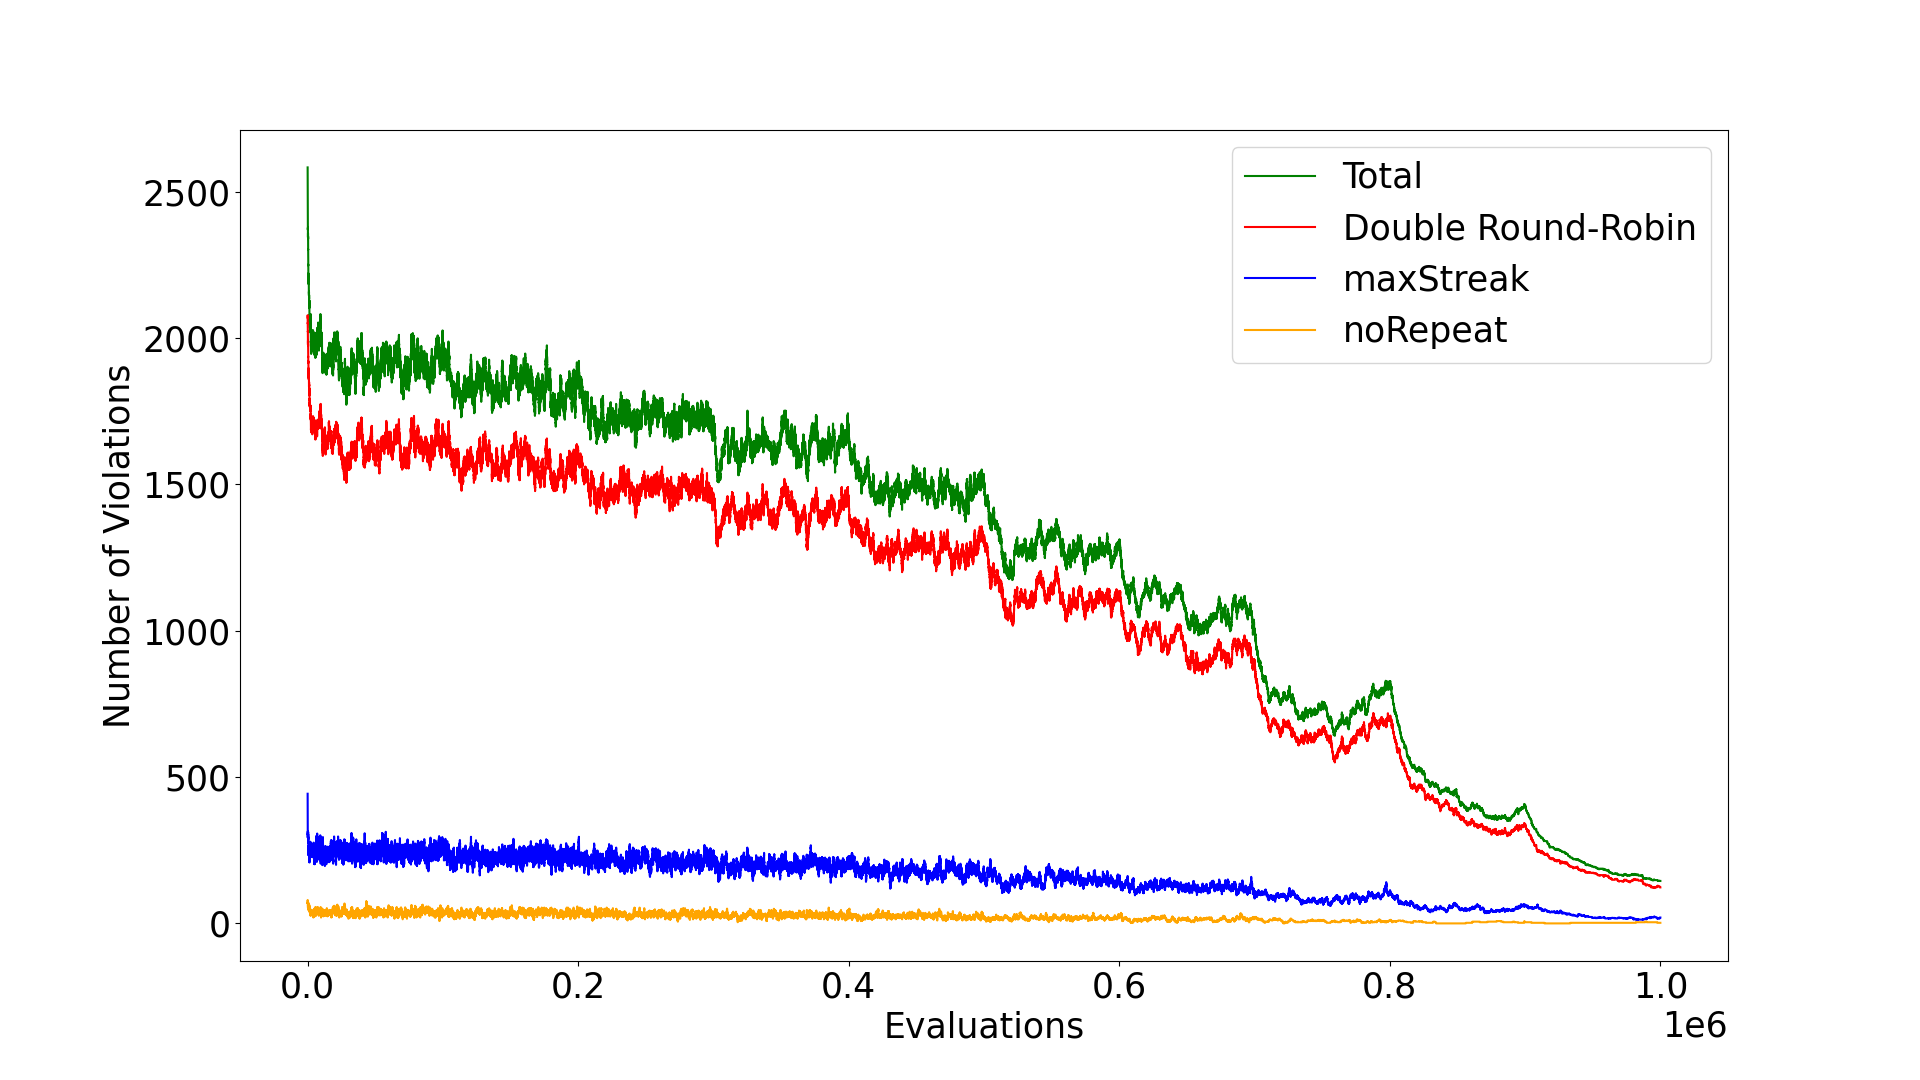 Number of Violations
2500
2000
1500
1000
500
0
Total
Double Round-Robin
maxStreak
noRepeat
0.0 0.2 0.4 0.6 0.8 1.0
Evaluations
1e6